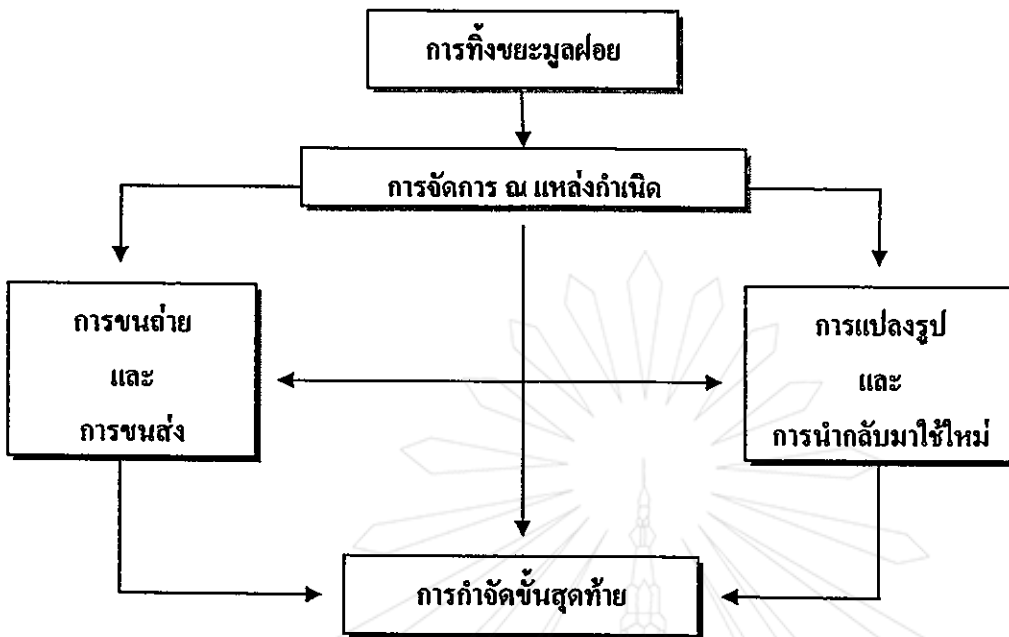 การทิ้งขยะมูลฝอย
การจัดการ ณ แหล่งกำเนิด
การขนถ่าย
และ
การขนส่ง
การแปลงรูป
และ
การนำกลับมาใช้ใหม่
การกำจัดขั้นสุดท้าย